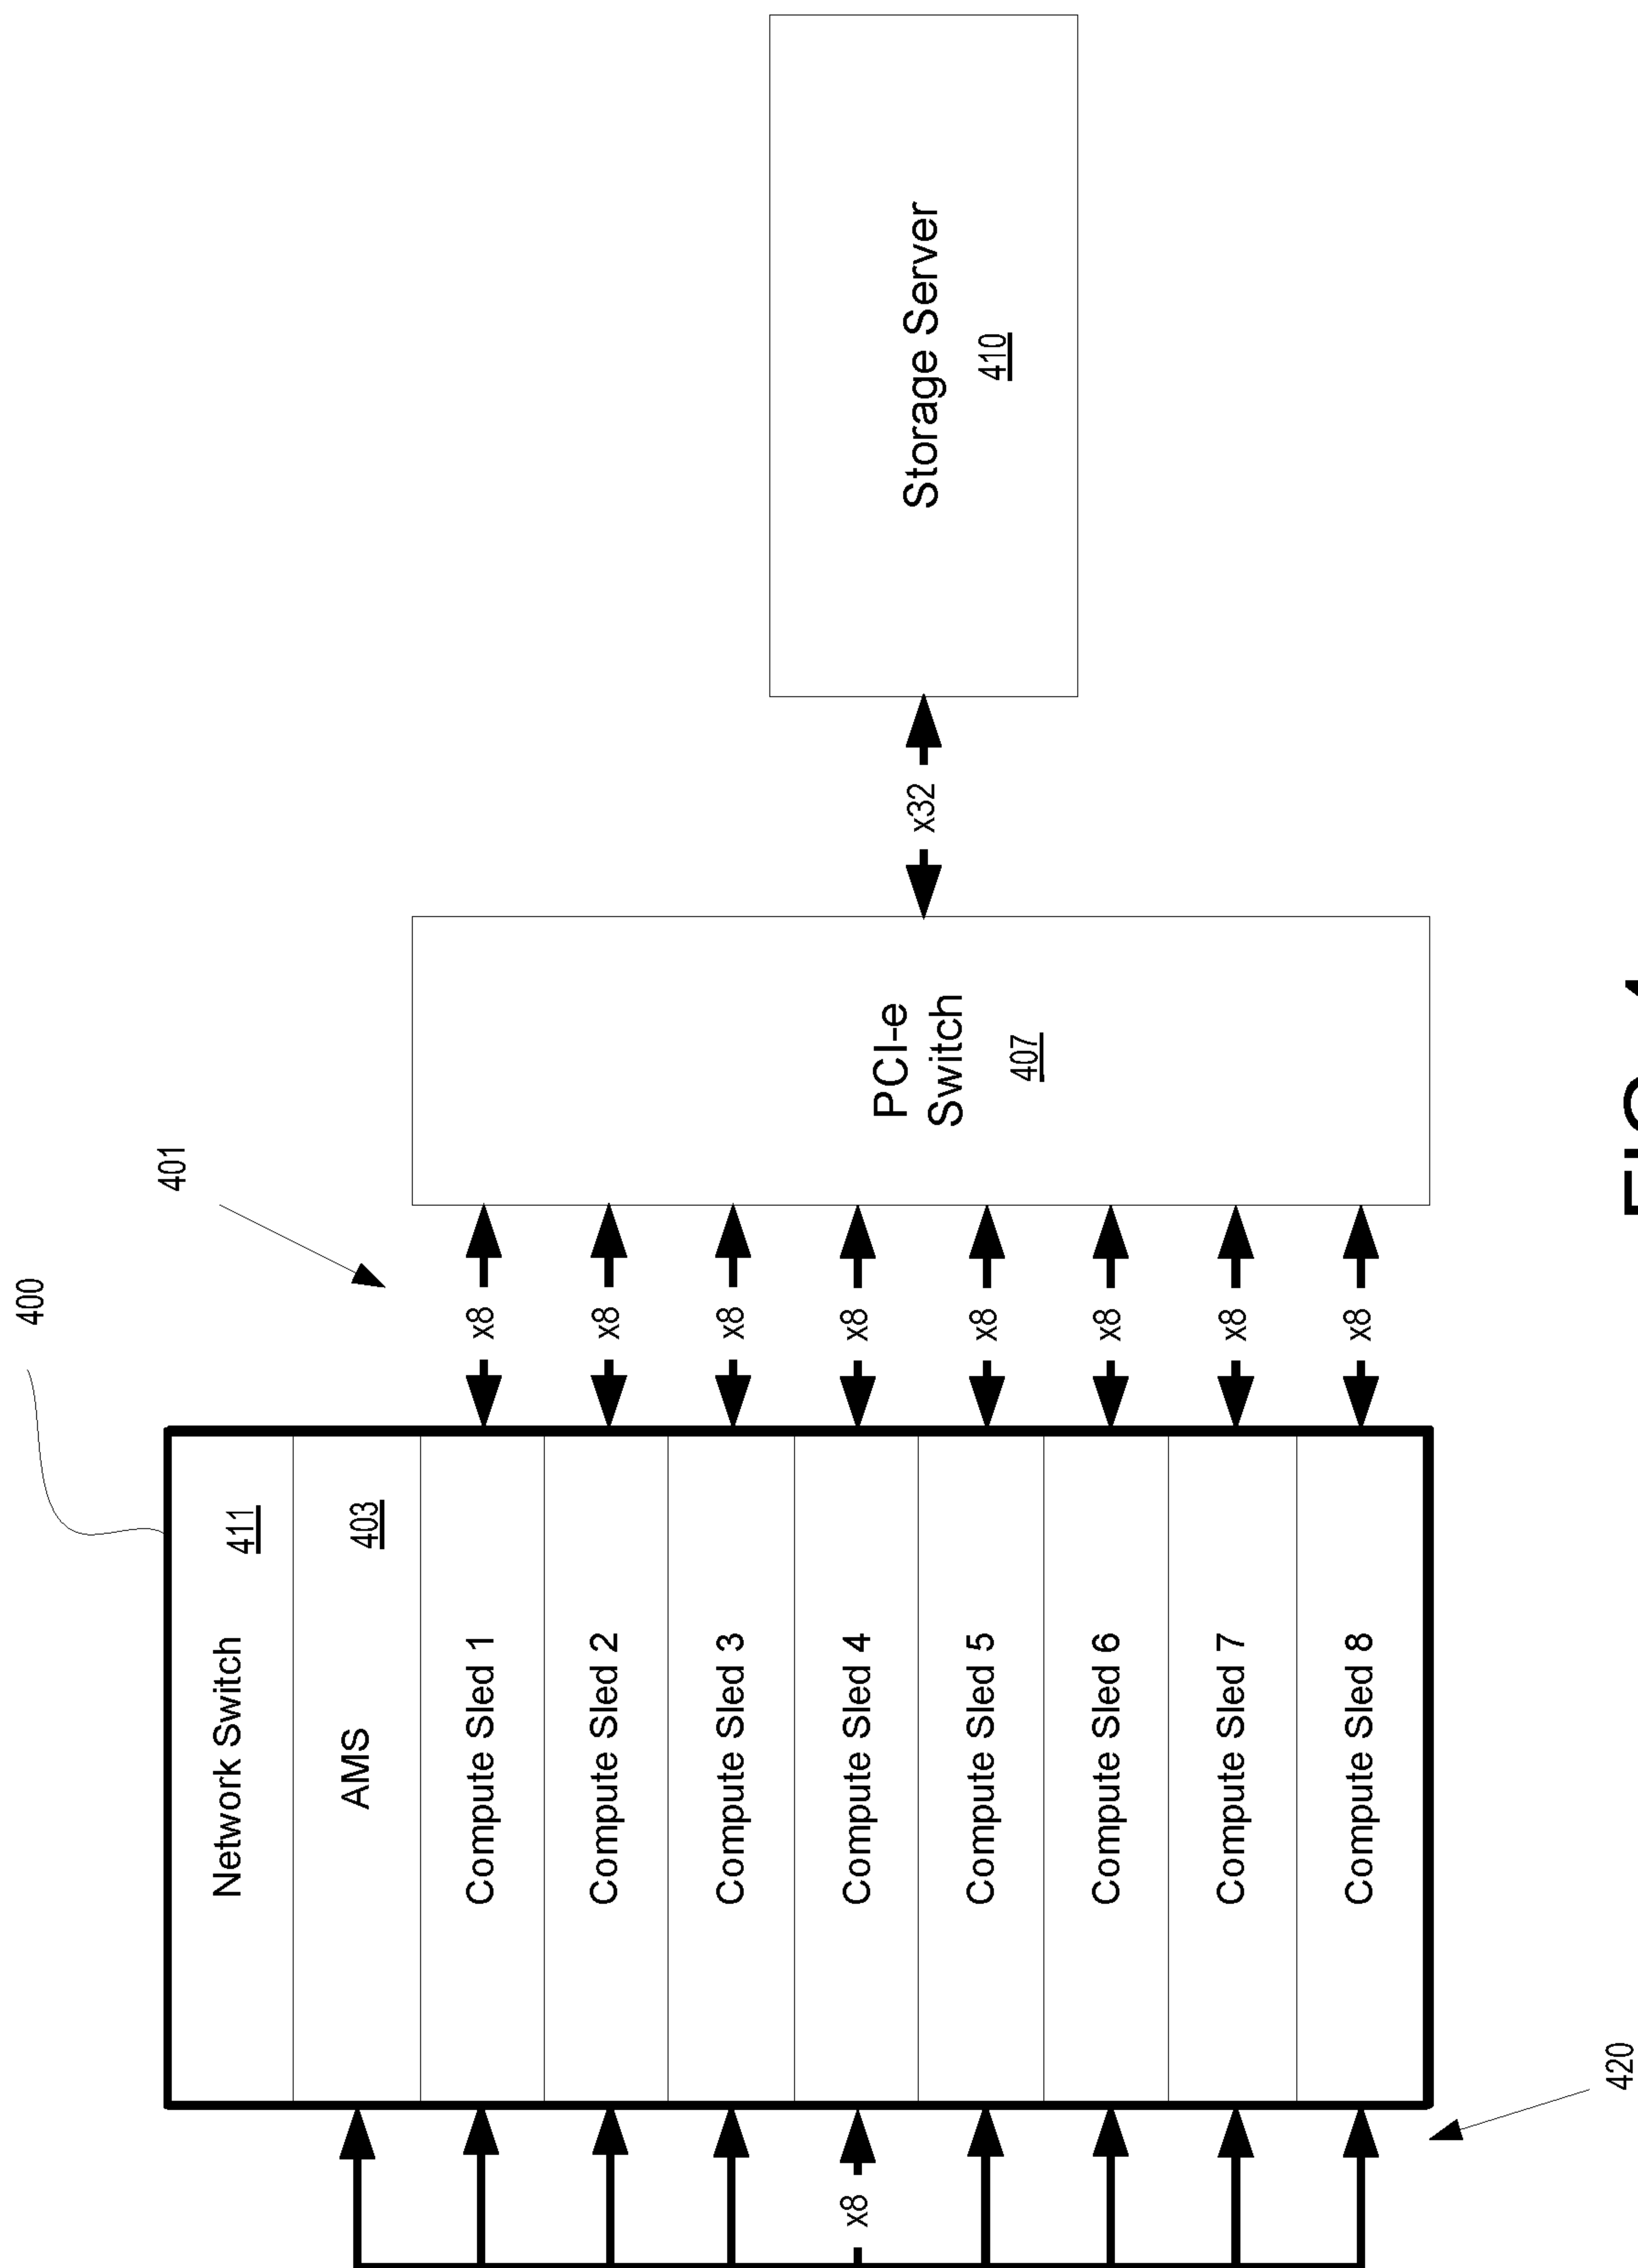 400
401
Network Switch
411
AMS
403
Compute Sled 1
x8
Compute Sled 2
x8
Compute Sled 3
x8
x8
Compute Sled 4
x8
Compute Sled 5
x8
Compute Sled 6
x8
Compute Sled 7
x8
Compute Sled 8
x8
PCI-e
Switch
407
x32
Storage Server
410
420